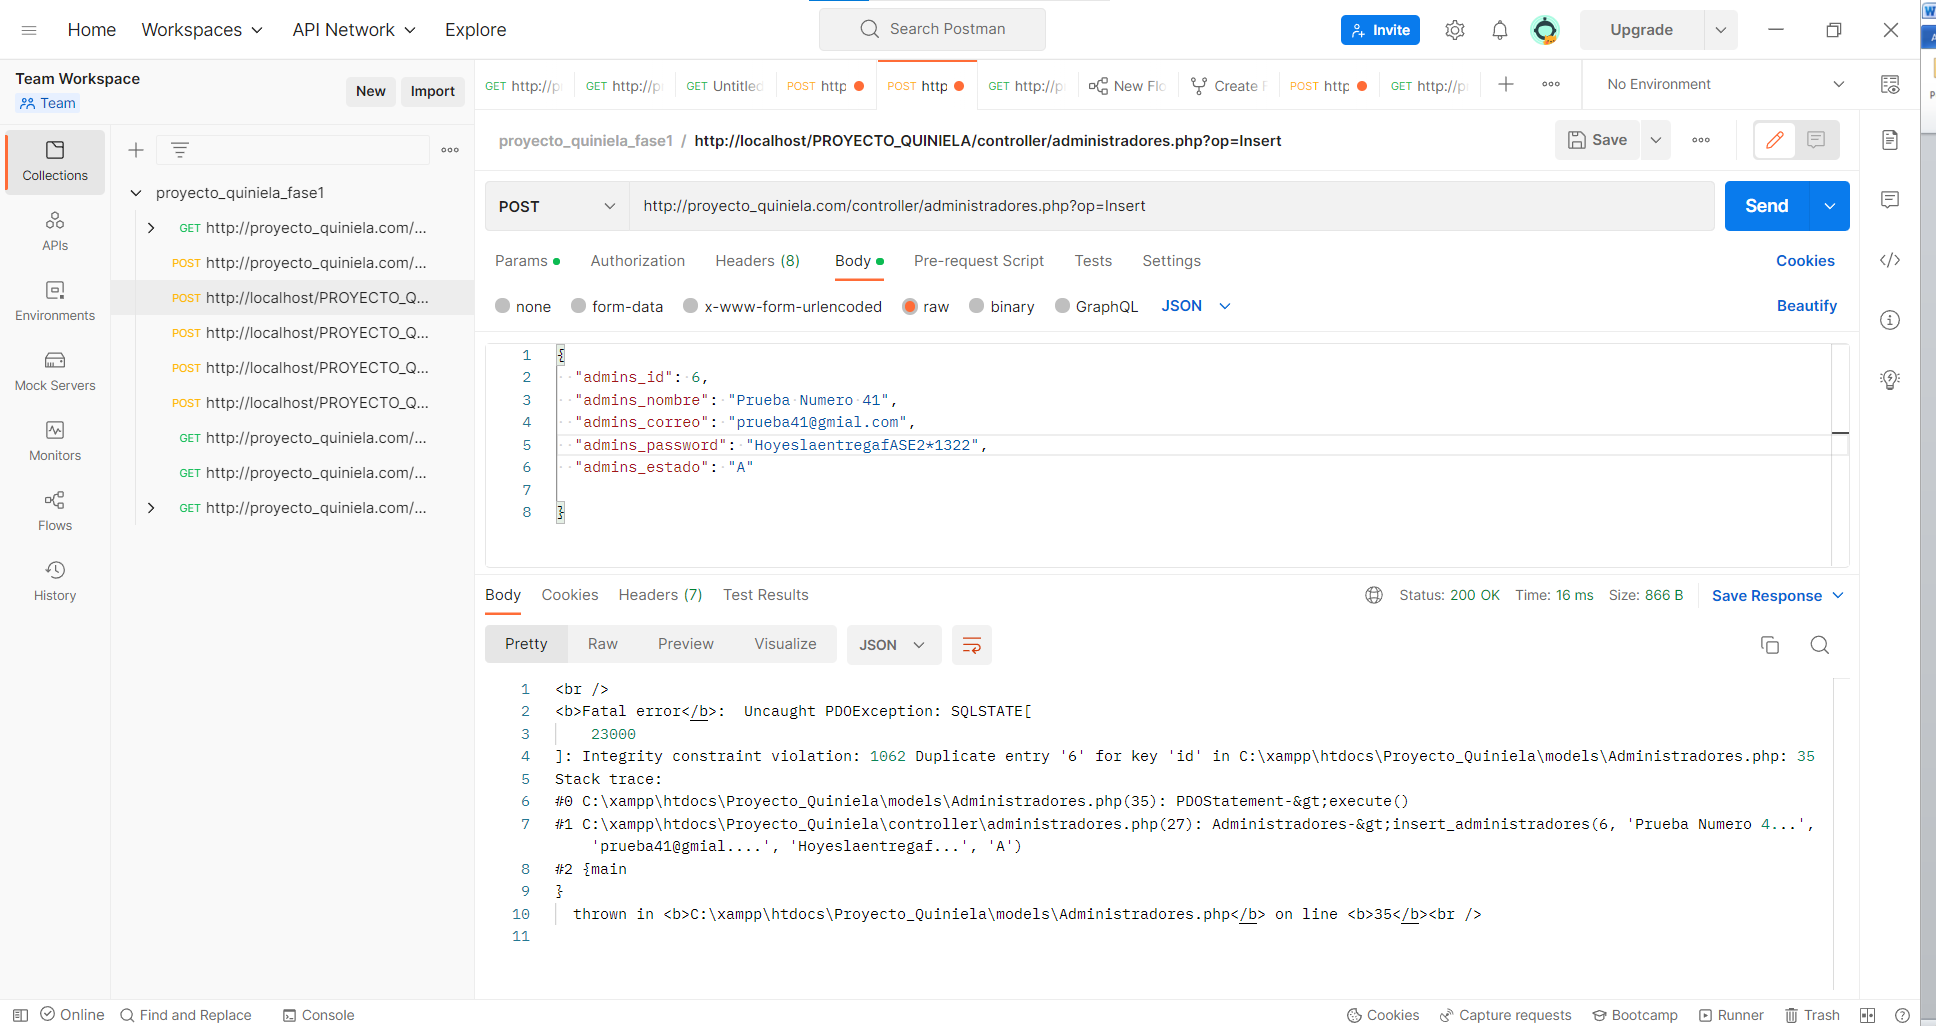 Home Workspaces API Network Explore Search Postman Invite Upgrade
Team Workspace
Team
New Import
GET http://p GET http://p GET Untitled POST http POST http GET http://p New Flo Create POST http GET http://p No Environment
proyecto_quiniela_fase1 / http://localhost/PROYECTO_QUINIELA/controller/administradores.php?op=Insert Save
Collections
APIs
Environments
Mock Servers
Monitors
Flows
History
proyecto_quiniela_fase1
GET http://proyecto_quiniela.com/...
POST http://proyecto_quiniela.com/...
POST http://localhost/PROYECTO_Q...
POST http://localhost/PROYECTO_Q...
POST http://localhost/PROYECTO_Q...
POST http://localhost/PROYECTO_Q...
GET http://proyecto_quiniela.com/...
GET http://proyecto_quiniela.com/...
GET http://proyecto_quiniela.com/...
POST http://proyecto_quiniela.com/controller/administradores.php?op=Insert Send
Params Authorization Headers (8) Body Pre-request Script Tests Settings Cookies
none form-data x-www-form-urlencoded raw binary GraphQL JSON Beautify
1 {
2 "admins_id": 6,
3 "admins_nombre": "Prueba Numero 41",
4 "admins_correo": "prueba41@gmial.com",
5 "admins_password": "HoyeslaentregafASE2*1322",
6 "admins_estado": "A"
7
8 }
Body Cookies Headers (7) Test Results Status: 200 OK Time: 16 ms Size: 866 B Save Response
Pretty Raw Preview Visualize JSON
1 <br />
2 <b>Fatal error</b>:  Uncaught PDOException: SQLSTATE[
3 23000
4 ]: Integrity constraint violation: 1062 Duplicate entry '6' for key 'id' in C:\xampp\htdocs\Proyecto_Quiniela\models\Administradores.php: 35
5 Stack trace:
6 #0 C:\xampp\htdocs\Proyecto_Quiniela\models\Administradores.php(35): PDOStatement-&gt;execute()
7 #1 C:\xampp\htdocs\Proyecto_Quiniela\controller\administradores.php(27): Administradores-&gt;insert_administradores(6, 'Prueba Numero 4...',
'prueba41@gmial....', 'Hoyeslaentregaf...', 'A')
8 #2 {main
9 }
10 thrown in <b>C:\xampp\htdocs\Proyecto_Quiniela\models\Administradores.php</b> on line <b>35</b><br />
11
Online Find and Replace Console Cookies Capture requests Bootcamp Runner Trash